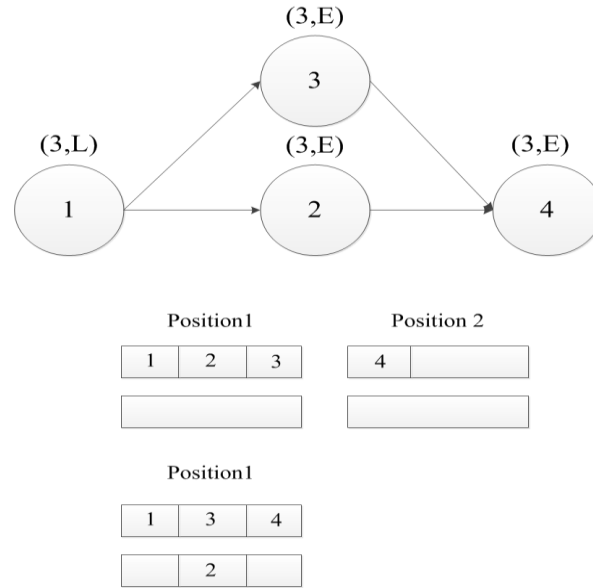 (3,E)
3
(3,L) (3,E) (3,E)
1 2 4
Position1 Position 2
1 2 3 4
Position1
1 3 4
2